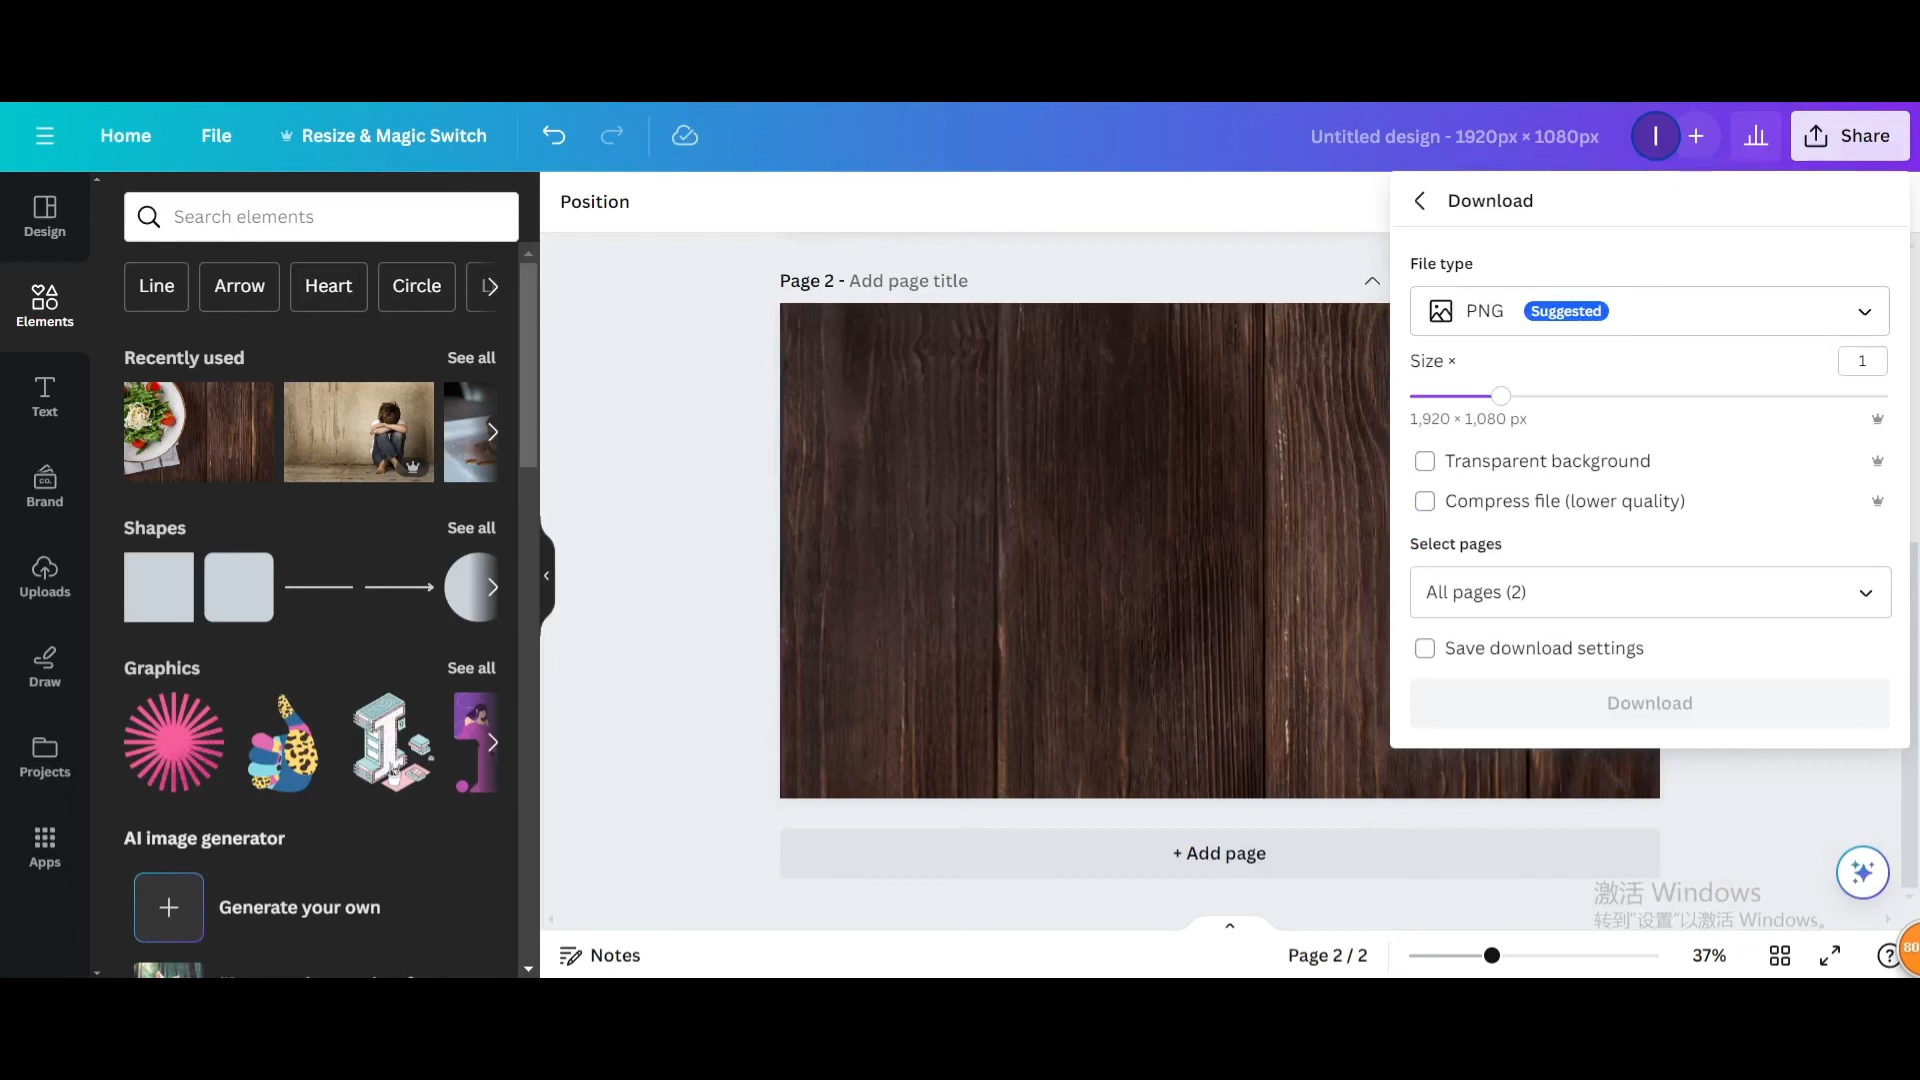 Home File Resize & Magic Switch Untitled design - 1920px × 1080px I + Share
Design
Elements
Text
Brand
CO.
Uploads
Draw
Projects
Apps
Search elements
Line Arrow Heart Circle
Recently used See all
Shapes See all
Graphics See all
AI image generator
Generate your own
Position
Page 2 - Add page title
+ Add page
Download
File type
PNG Suggested
Size × 1
1,920 × 1,080 px
Transparent background
Compress file (lower quality)
Select pages
All pages (2)
Save download settings
Download
激活 Windows
转到"设置"以激活 Windows。
Notes Page 2 / 2 37% ?
80